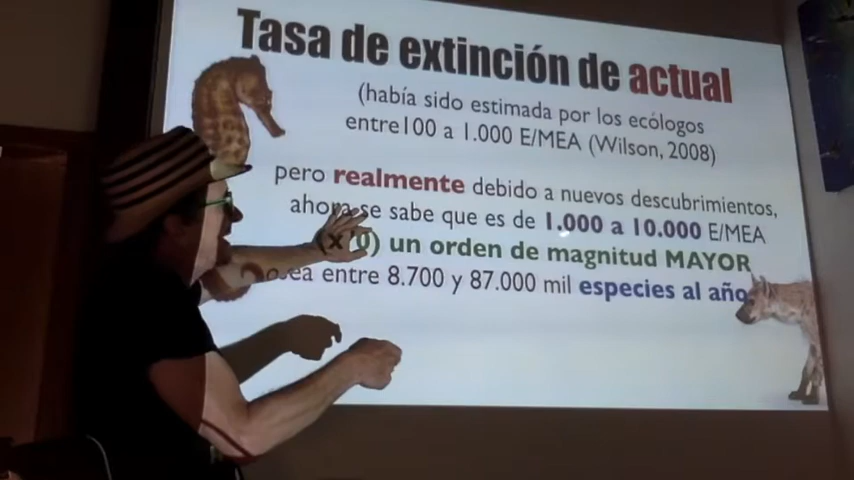 Tasa de extinción de actual
(había sido estimada por los ecólogos
entre100 a 1.000 E/MEA (Wilson, 2008)
pero realmente debido a nuevos descubrimientos,
ahora se sabe que es de 1.000 a 10.000 E/MEA
un orden de magnitud MAYOR
entre 8.700 y 87.000 mil especies al año